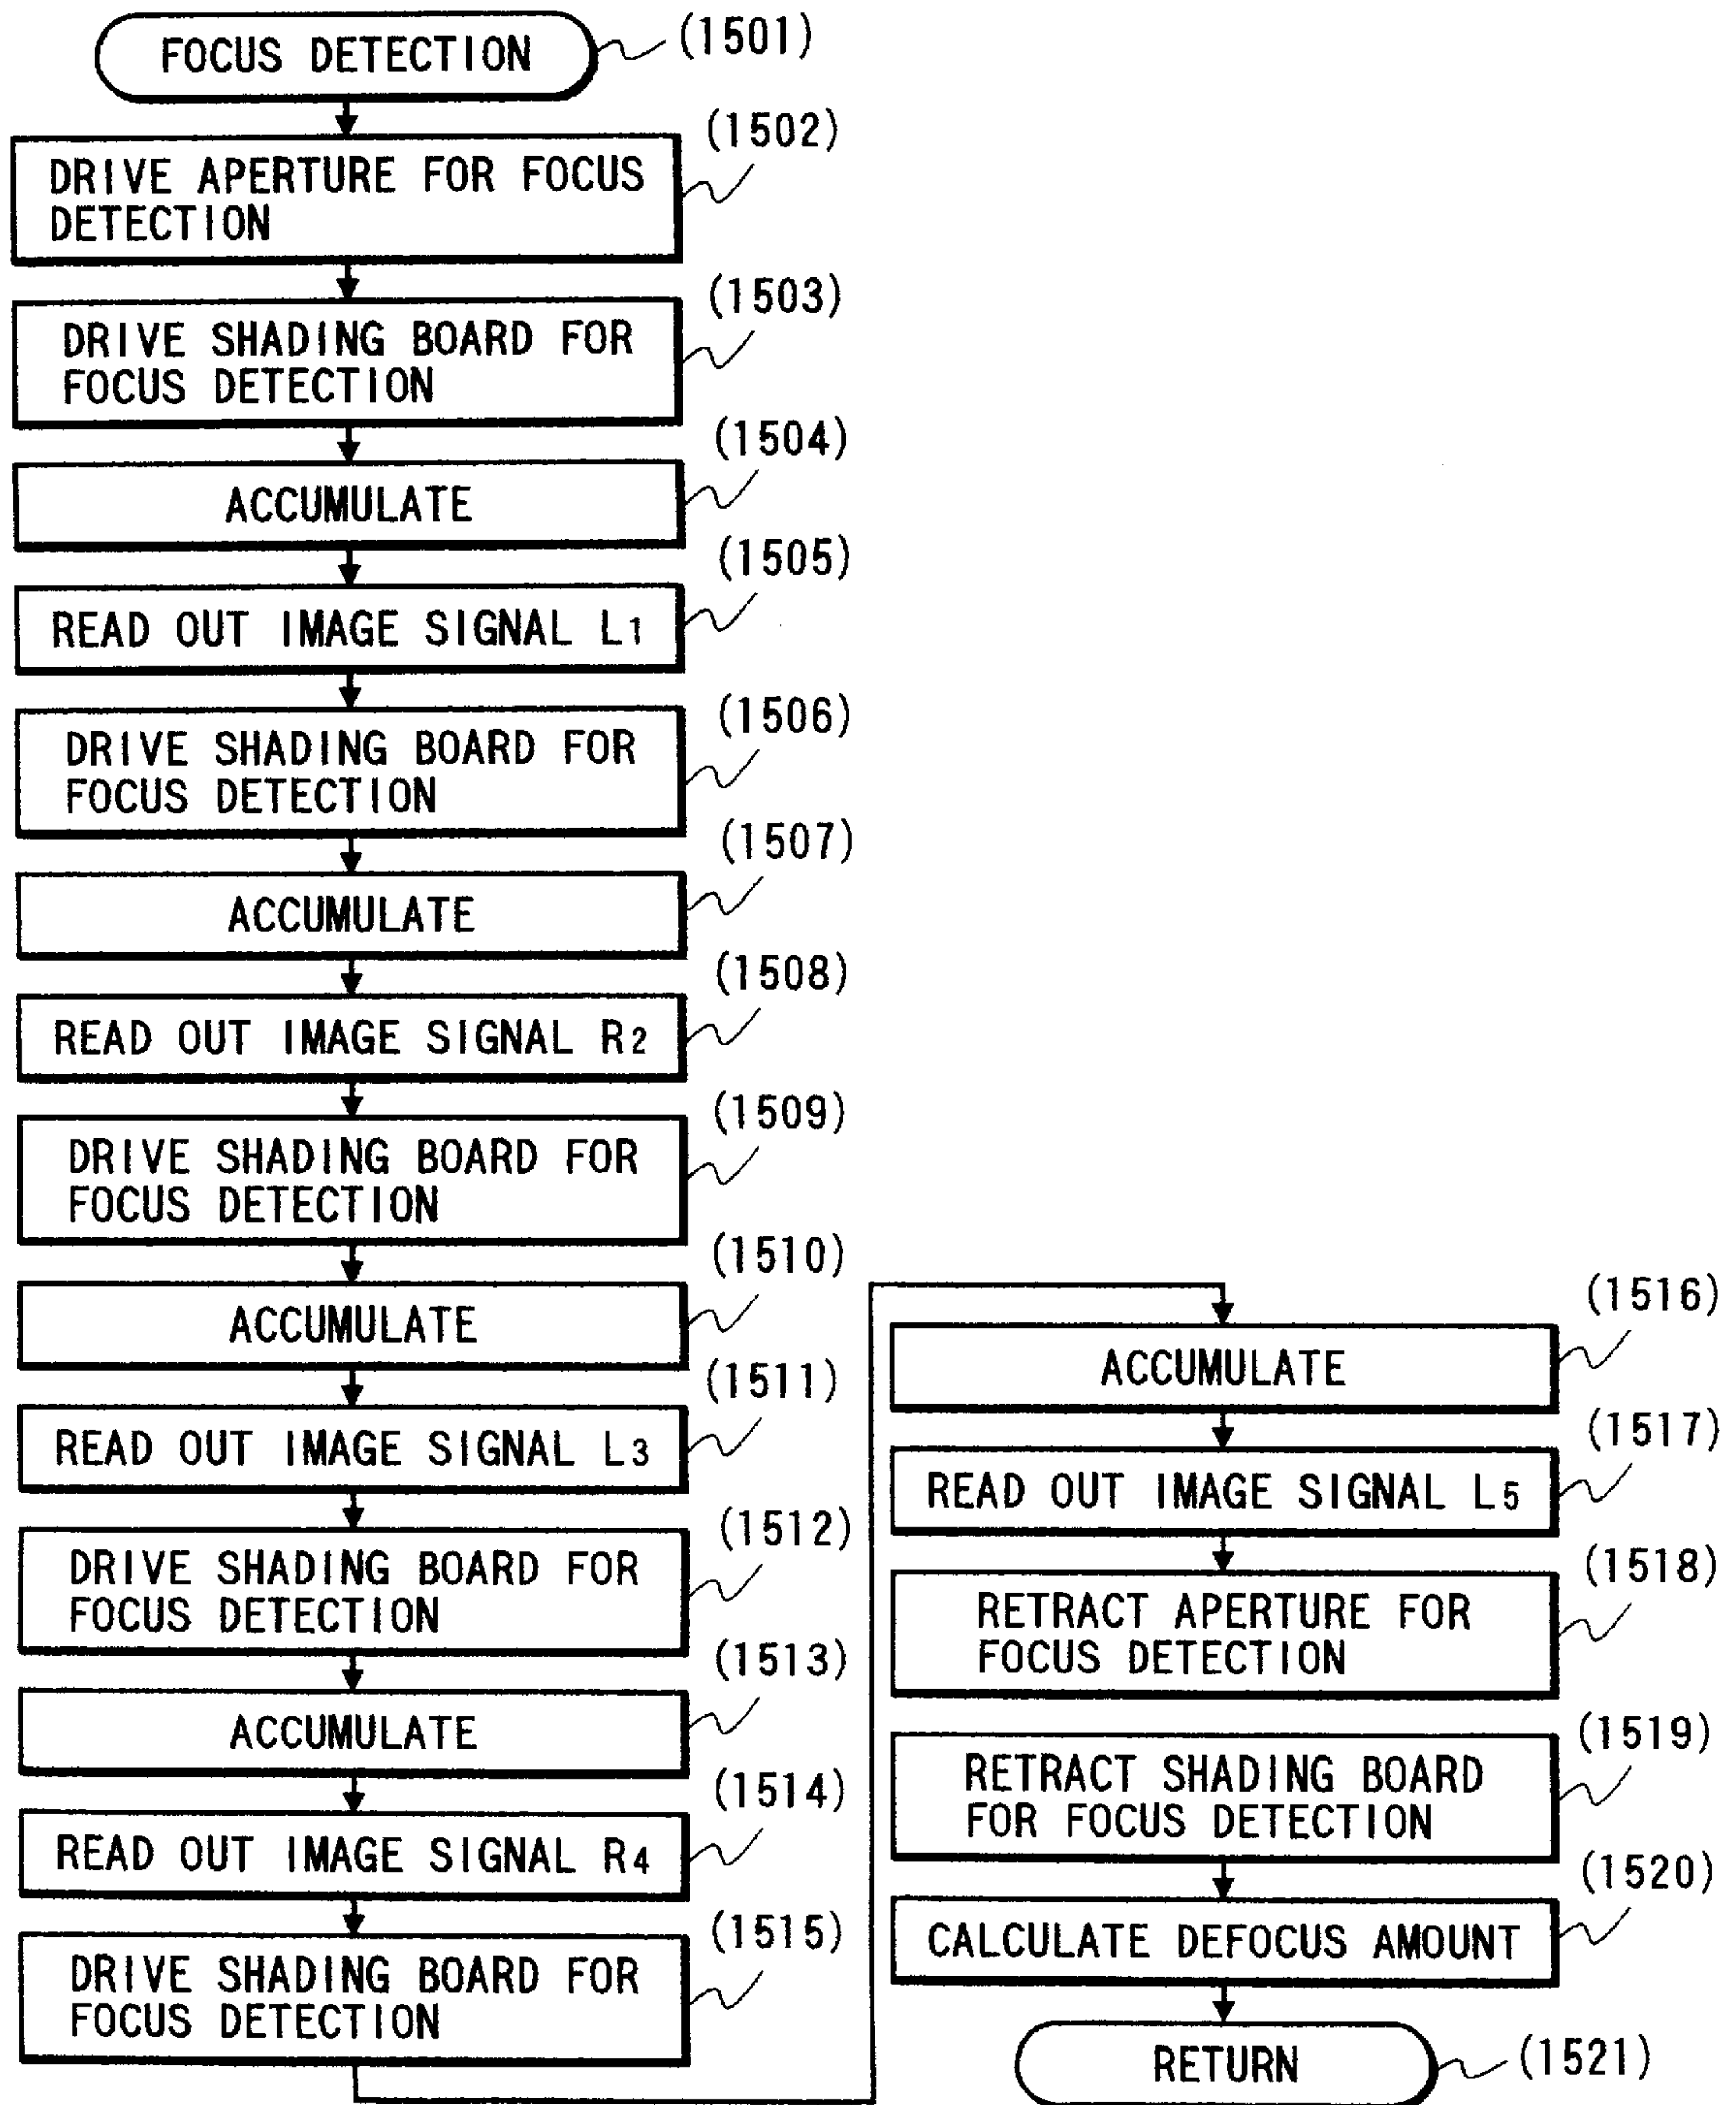 FOCUS DETECTION
(1501)
DRIVE APERTURE FOR FOCUS
DETECTION
(1502)
DRIVE SHADING BOARD FOR
FOCUS DETECTION
(1503)
ACCUMULATE
(1504)
READ OUT IMAGE SIGNAL L1
(1505)
DRIVE SHADING BOARD FOR
FOCUS DETECTION
(1506)
ACCUMULATE
(1507)
READ OUT IMAGE SIGNAL R2
(1508)
DRIVE SHADING BOARD FOR
FOCUS DETECTION
(1509)
ACCUMULATE
(1510)
READ OUT IMAGE SIGNAL L3
(1511)
DRIVE SHADING BOARD FOR
FOCUS DETECTION
(1512)
ACCUMULATE
(1513)
READ OUT IMAGE SIGNAL R4
(1514)
DRIVE SHADING BOARD FOR
FOCUS DETECTION
(1515)
ACCUMULATE
(1516)
READ OUT IMAGE SIGNAL L5
(1517)
RETRACT APERTURE FOR
FOCUS DETECTION
(1518)
RETRACT SHADING BOARD
FOR FOCUS DETECTION
(1519)
CALCULATE DEFOCUS AMOUNT
(1520)
RETURN
(1521)